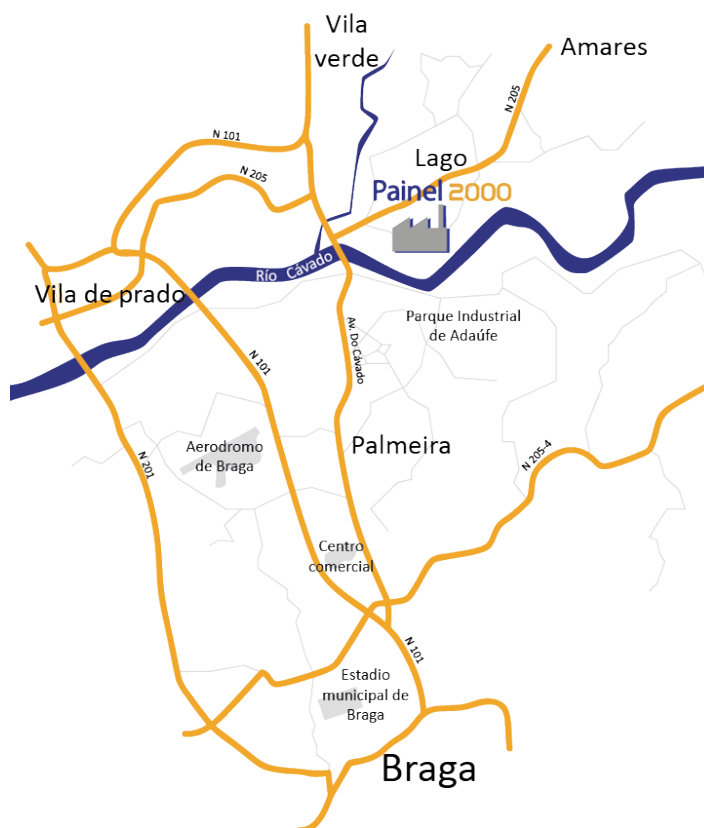 Vila
verde
Amares
N 101
N 205
N 205
Lago
Painel 2000
Río Cávado
Vila de prado
Parque Industrial
de Adaúfe
Av. Do Cávado
N 101
Aerodromo
de Braga
Palmeira
N 201
N 205-4
Centro
comercial
N 101
Estadio
municipal de
Braga
Braga